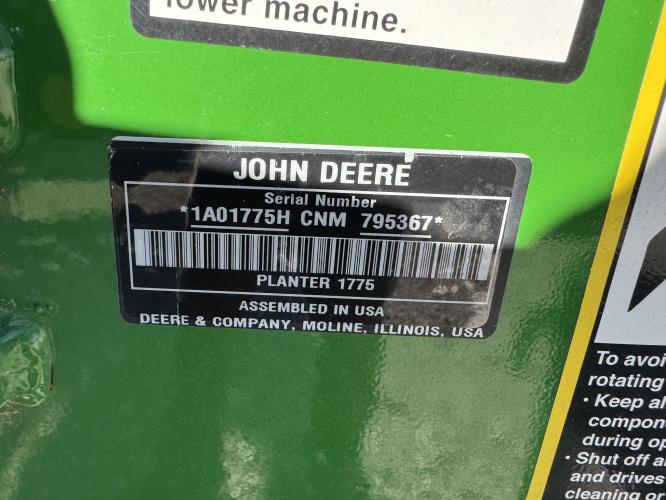 lower machine.
JOHN DEERE
Serial Number
*1A01775H CNM 795367*
PLANTER 1775
ASSEMBLED IN USA
DEERE & COMPANY, MOLINE, ILLINOIS, USA
To avoi
rotating
• Keep al
compon
during op
• Shut off a
and drives
cleaning or